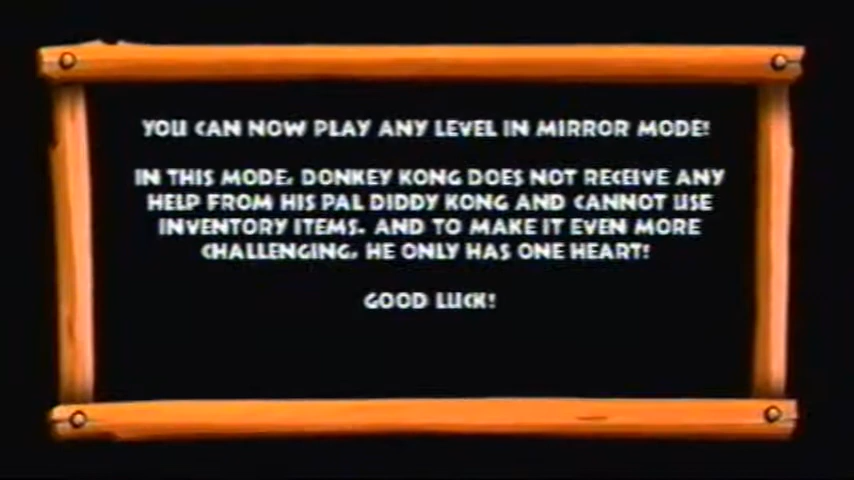 YOU CAN NOW PLAY ANY LEVEL IN MIRROR MODE!
IN THIS MODE, DONKEY KONG DOES NOT RECEIVE ANY
HELP FROM HIS PAL DIDDY KONG AND CANNOT USE
INVENTORY ITEMS. AND TO MAKE IT EVEN MORE
CHALLENGING, HE ONLY HAS ONE HEART!
GOOD LUCK!